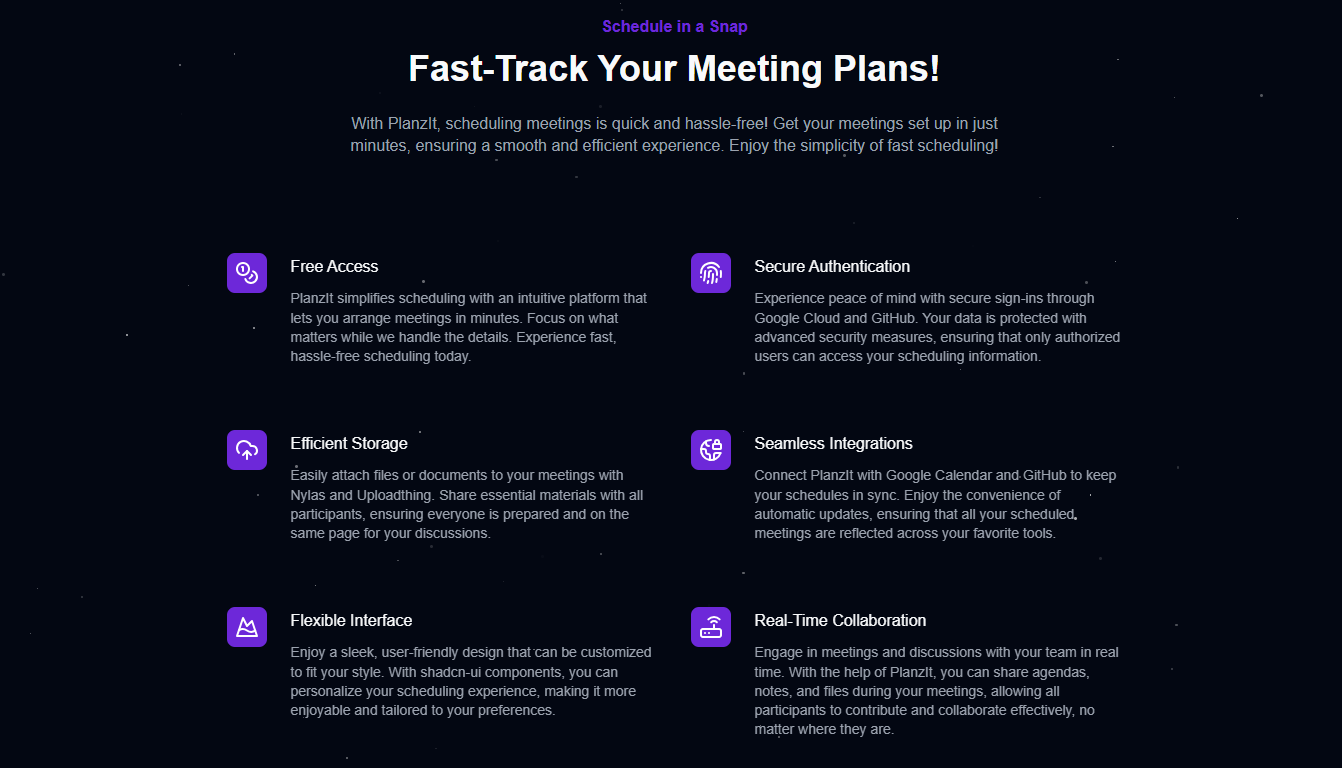 Schedule in a Snap
Fast-Track Your Meeting Plans!
With PlanzIt, scheduling meetings is quick and hassle-free! Get your meetings set up in just
minutes, ensuring a smooth and efficient experience. Enjoy the simplicity of fast scheduling!
Free Access
PlanzIt simplifies scheduling with an intuitive platform that
lets you arrange meetings in minutes. Focus on what
matters while we handle the details. Experience fast,
hassle-free scheduling today.
Secure Authentication
Experience peace of mind with secure sign-ins through
Google Cloud and GitHub. Your data is protected with
advanced security measures, ensuring that only authorized
users can access your scheduling information.
Efficient Storage
Easily attach files or documents to your meetings with
Nylas and Uploadthing. Share essential materials with all
participants, ensuring everyone is prepared and on the
same page for your discussions.
Seamless Integrations
Connect PlanzIt with Google Calendar and GitHub to keep
your schedules in sync. Enjoy the convenience of
automatic updates, ensuring that all your scheduled
meetings are reflected across your favorite tools.
Flexible Interface
Enjoy a sleek, user-friendly design that can be customized
to fit your style. With shadcn-ui components, you can
personalize your scheduling experience, making it more
enjoyable and tailored to your preferences.
Real-Time Collaboration
Engage in meetings and discussions with your team in real
time. With the help of PlanzIt, you can share agendas,
notes, and files during your meetings, allowing all
participants to contribute and collaborate effectively, no
matter where they are.